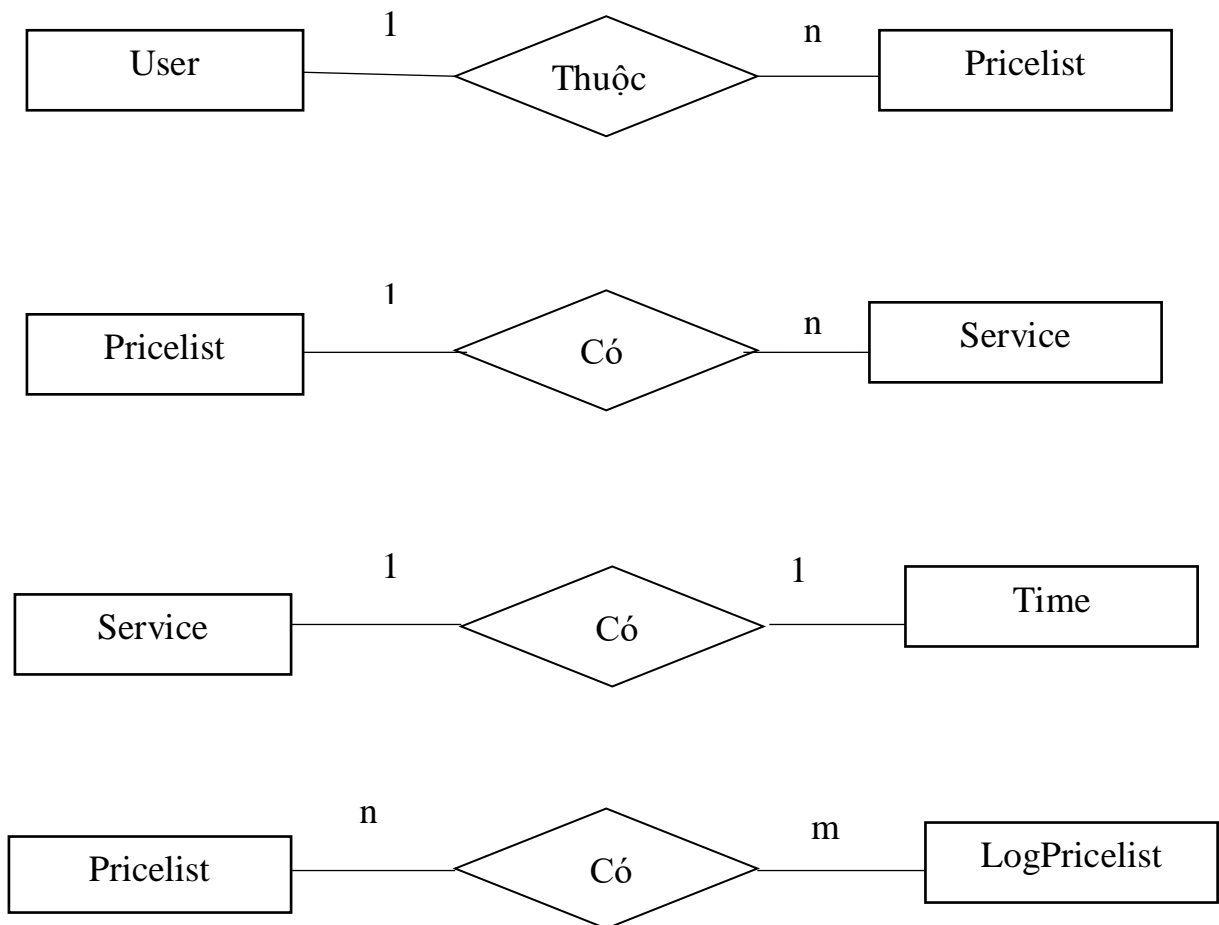 1
n
User
Thuộc
Pricelist
1
n
Pricelist
Có
Service
1
1
Service
Có
Time
n
m
Pricelist
Có
LogPricelist